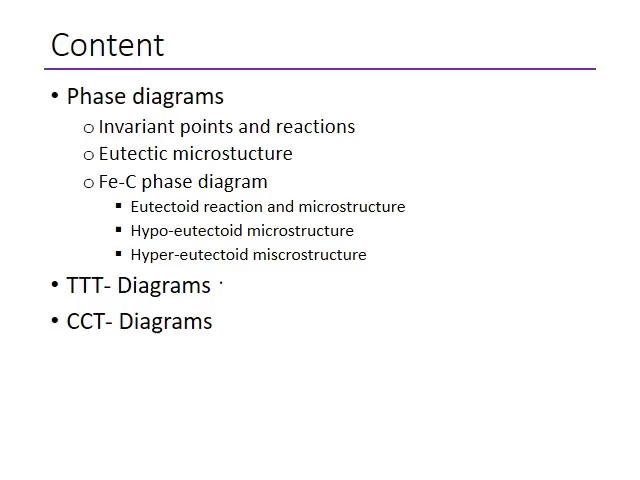 Content
• Phase diagrams
o Invariant points and reactions
o Eutectic microstucture
o Fe-C phase diagram
▪ Eutectoid reaction and microstructure
▪ Hypo-eutectoid microstructure
▪ Hyper-eutectoid miscrostructure
• TTT- Diagrams
• CCT- Diagrams